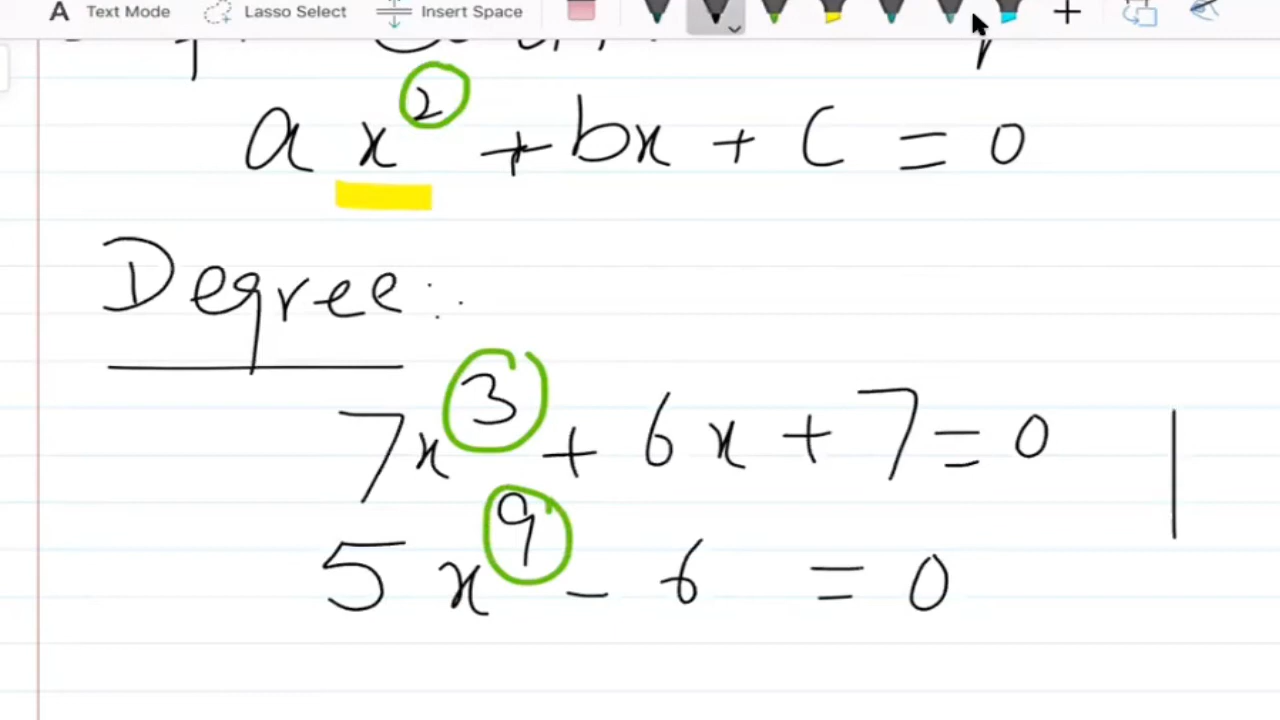 Text Mode Lasso Select Insert Space
ax² + bx + c = 0
Degree:
7x³ + 6x + 7 = 0
5x⁹ - 6 = 0